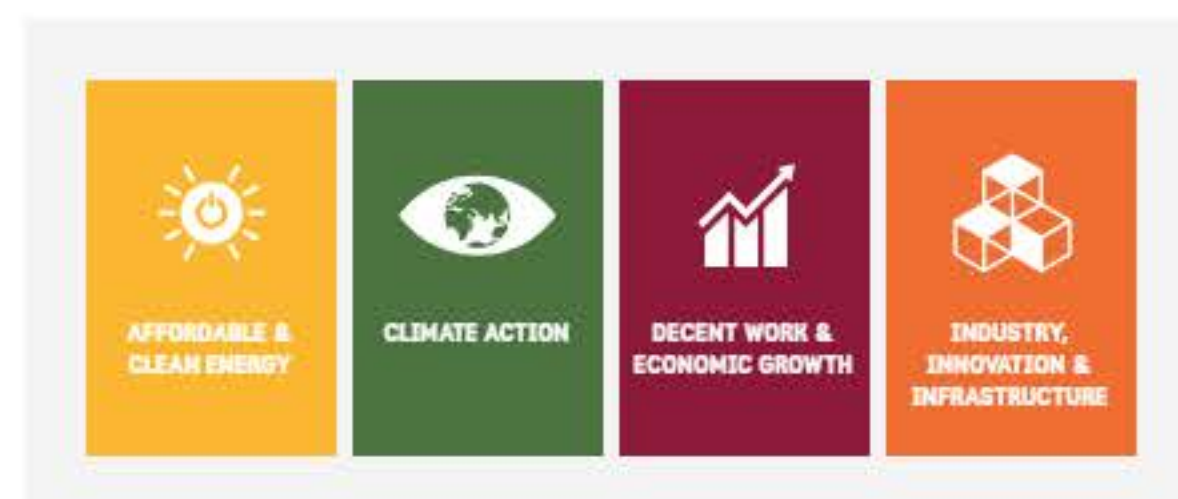 AFFORDABLE &
CLEAN ENERGY
CLIMATE ACTION
DECENT WORK &
ECONOMIC GROWTH
INDUSTRY,
INNOVATION &
INFRASTRUCTURE